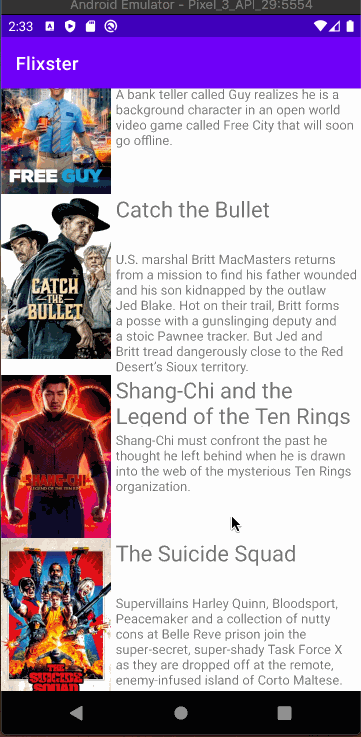 Android Emulator - Pixel_3_API_29:5554
2:33
Flixster
A bank teller called Guy realizes he is a
background character in an open world
video game called Free City that will soon
go offline.
FREE GUY
Catch the Bullet
U.S. marshal Britt MacMasters returns
from a mission to find his father wounded
and his son kidnapped by the outlaw
Jed Blake. Hot on their trail, Britt forms
a posse with a gunslinging deputy and
a stoic Pawnee tracker. But Jed and
Britt tread dangerously close to the Red
Desert's Sioux territory.
CATCH
THE
BULLET
Shang-Chi and the
Legend of the Ten Rings
Shang-Chi must confront the past he
thought he left behind when he is drawn
into the web of the mysterious Ten Rings
organization.
SHANG-CHI
The Suicide Squad
Supervillains Harley Quinn, Bloodsport,
Peacemaker and a collection of nutty
cons at Belle Reve prison join the
super-secret, super-shady Task Force X
as they are dropped off at the remote,
enemy-infused island of Corto Maltese.
THE
SUICIDE
SQUAD